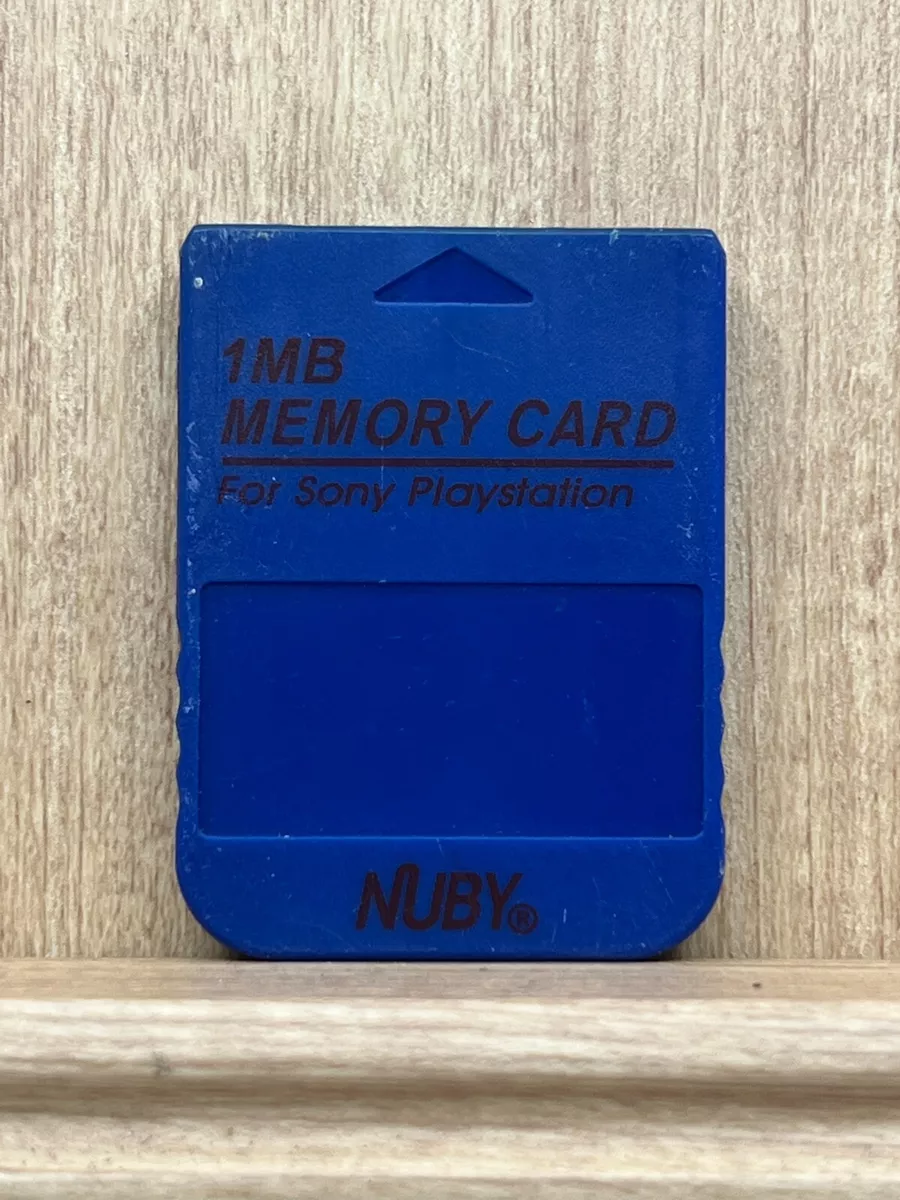 1MB
MEMORY CARD
For Sony Playstation
NUBY®